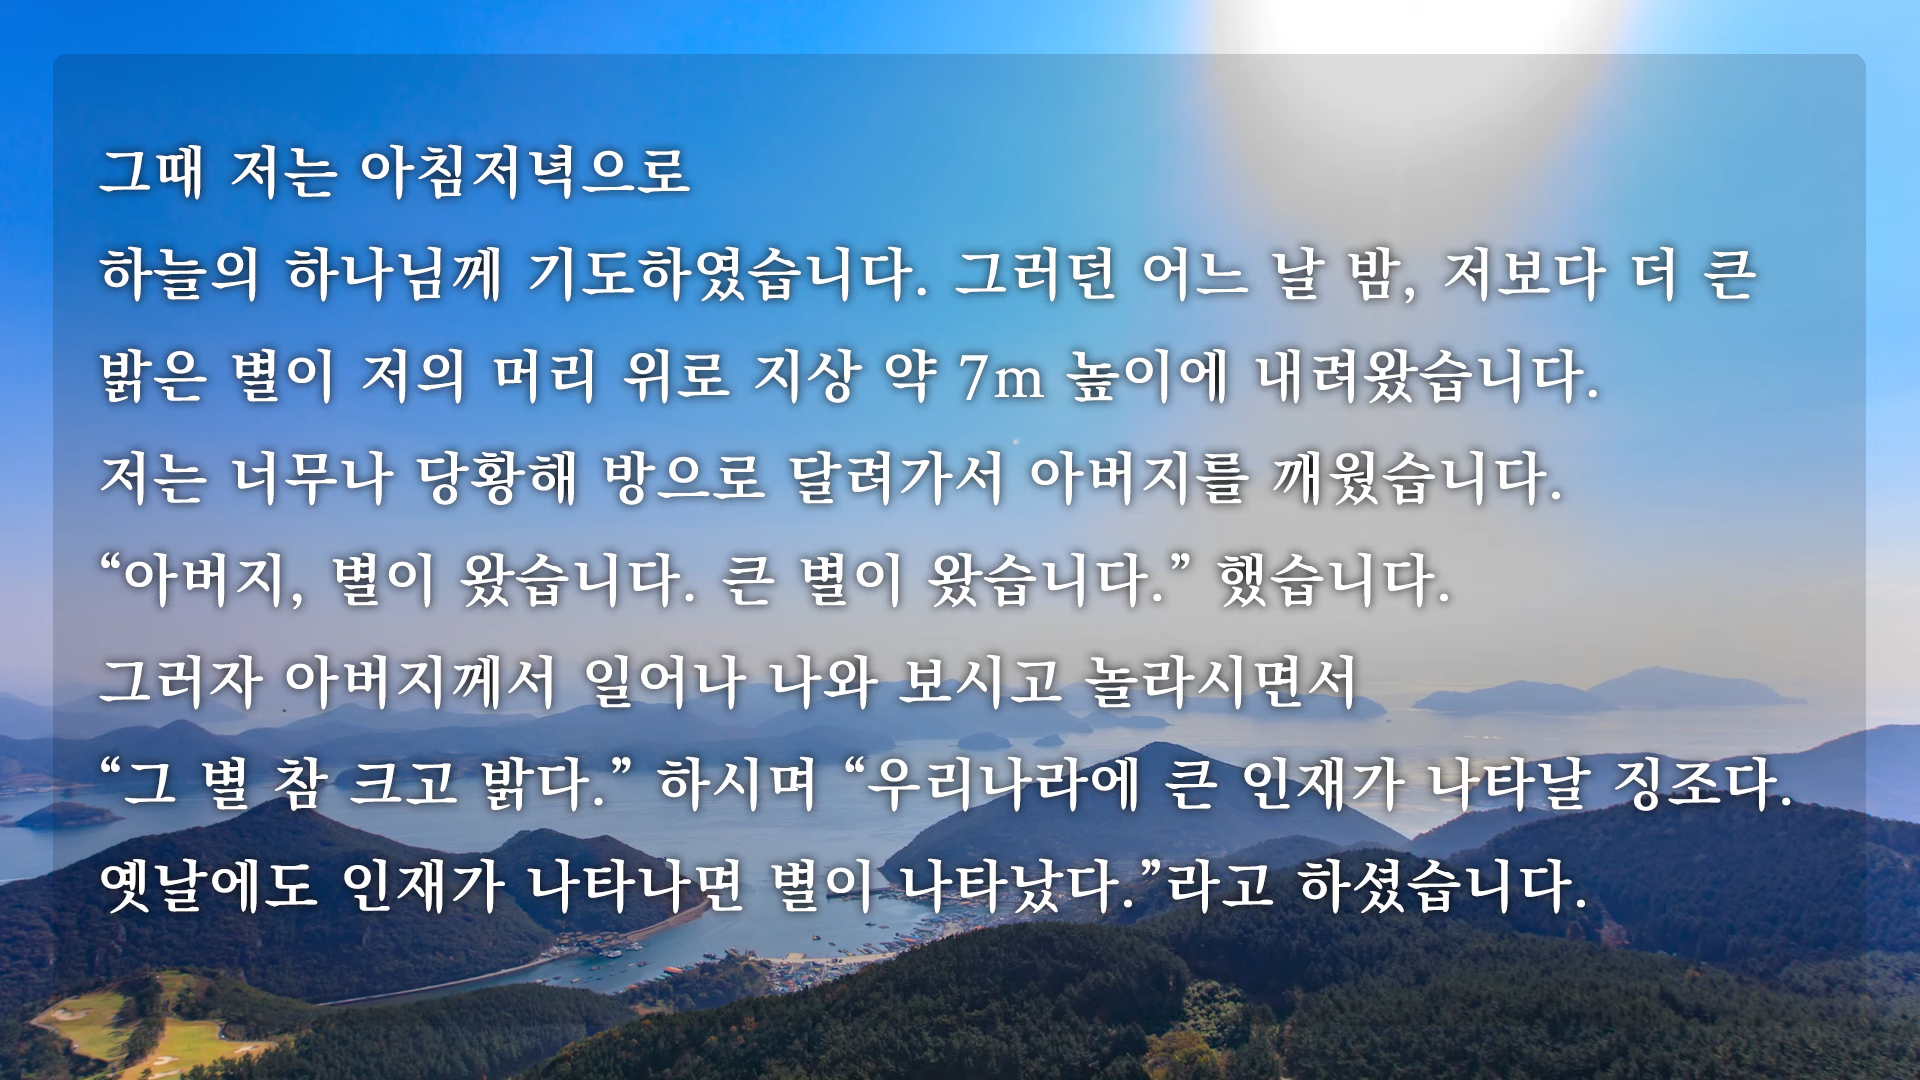 그때 저는 아침저녁으로
하늘의 하나님께 기도하였습니다. 그러던 어느 날 밤, 저보다 더 큰
밝은 별이 저의 머리 위로 지상 약 7m 높이에 내려왔습니다.
저는 너무나 당황해 방으로 달려가서 아버지를 깨웠습니다.
“아버지, 별이 왔습니다. 큰 별이 왔습니다.” 했습니다.
그러자 아버지께서 일어나 나와 보시고 놀라시면서
“그 별 참 크고 밝다.” 하시며 “우리나라에 큰 인재가 나타날 징조다.
옛날에도 인재가 나타나면 별이 나타났다.”라고 하셨습니다.